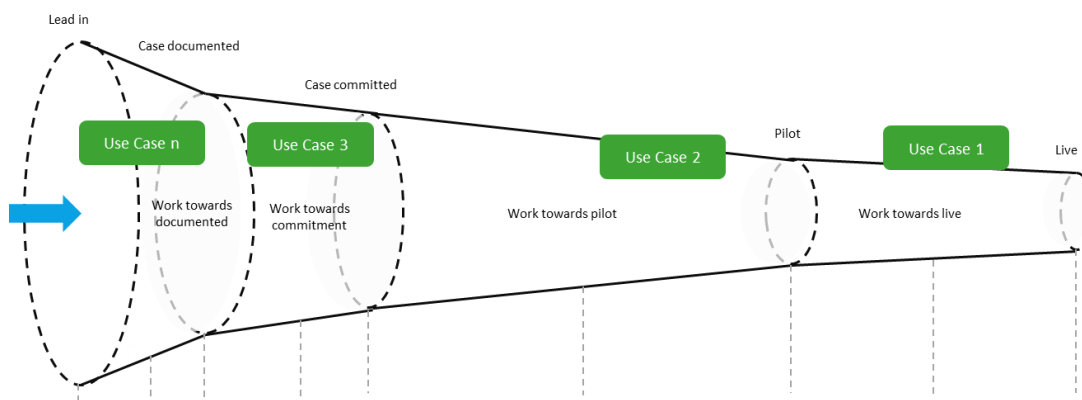 Lead in
Case documented
Case committed
Pilot
Live
Use Case n
Use Case 3
Use Case 2
Use Case 1
Work towards
documented
Work towards
commitment
Work towards pilot
Work towards live